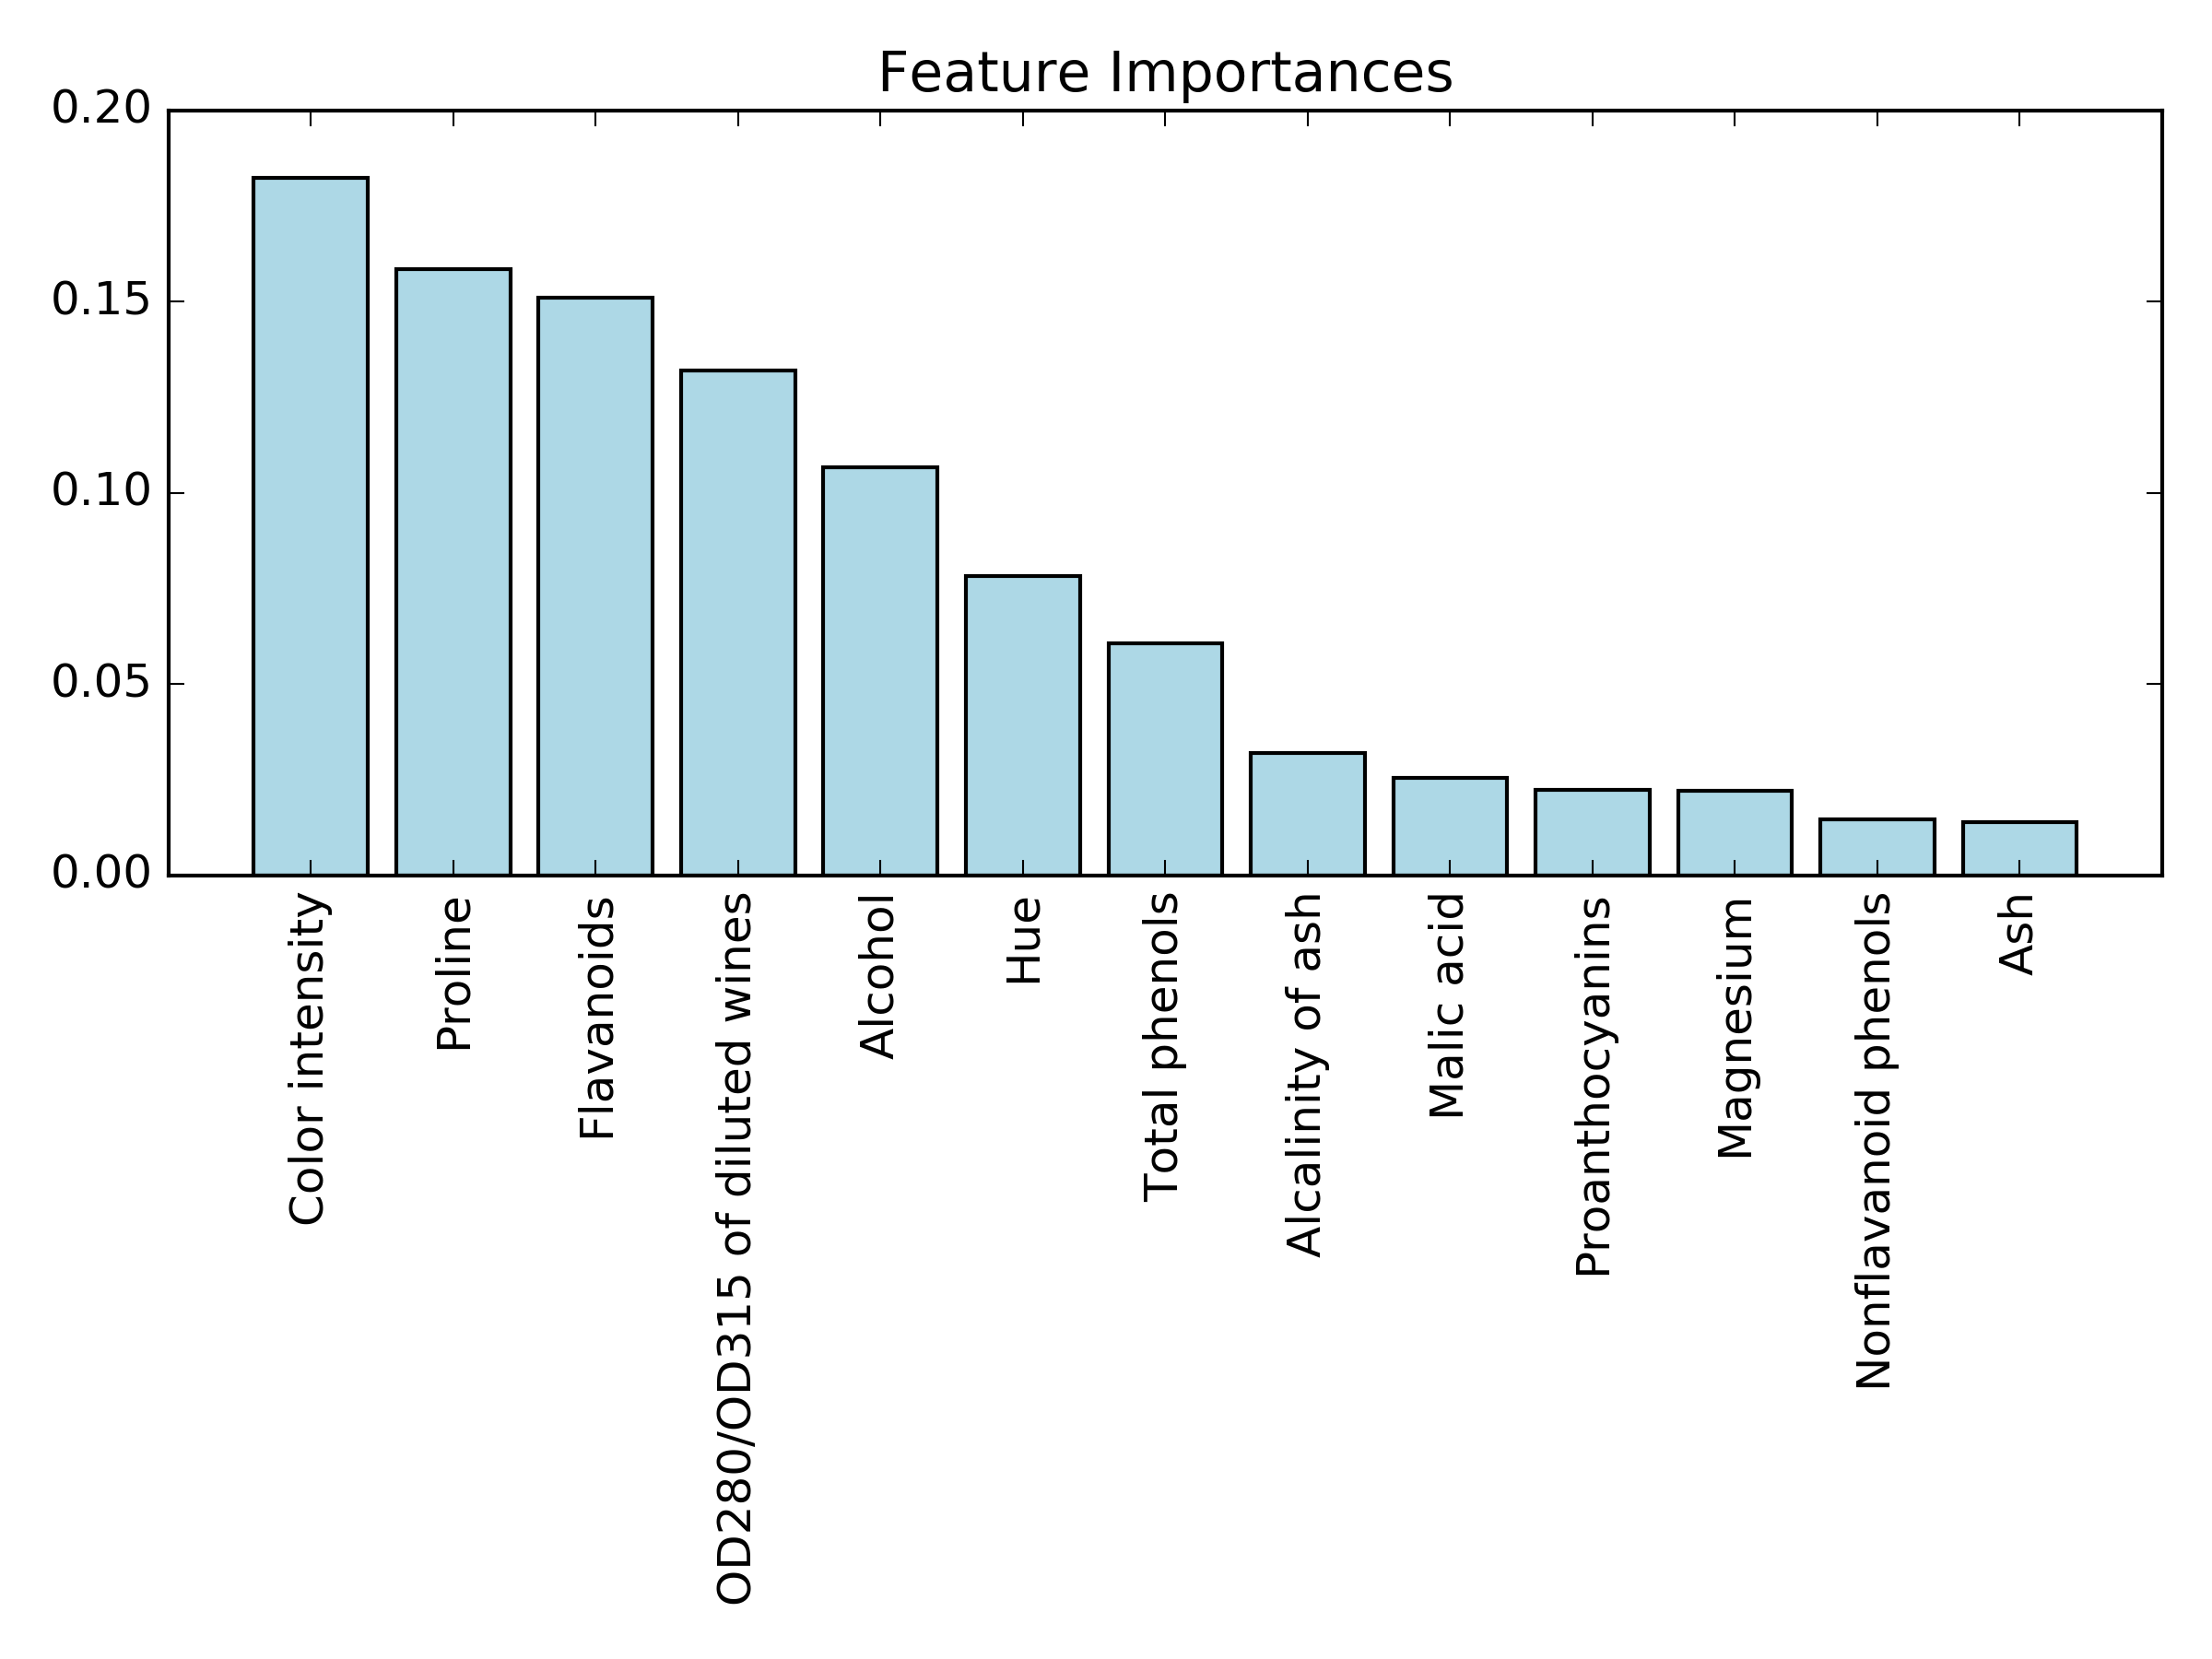 Feature Importances
0.20
0.15
0.10
0.05
0.00
Color intensity
Proline
Flavanoids
OD280/OD315 of diluted wines
Alcohol
Hue
Total phenols
Alcalinity of ash
Malic acid
Proanthocyanins
Magnesium
Nonflavanoid phenols
Ash